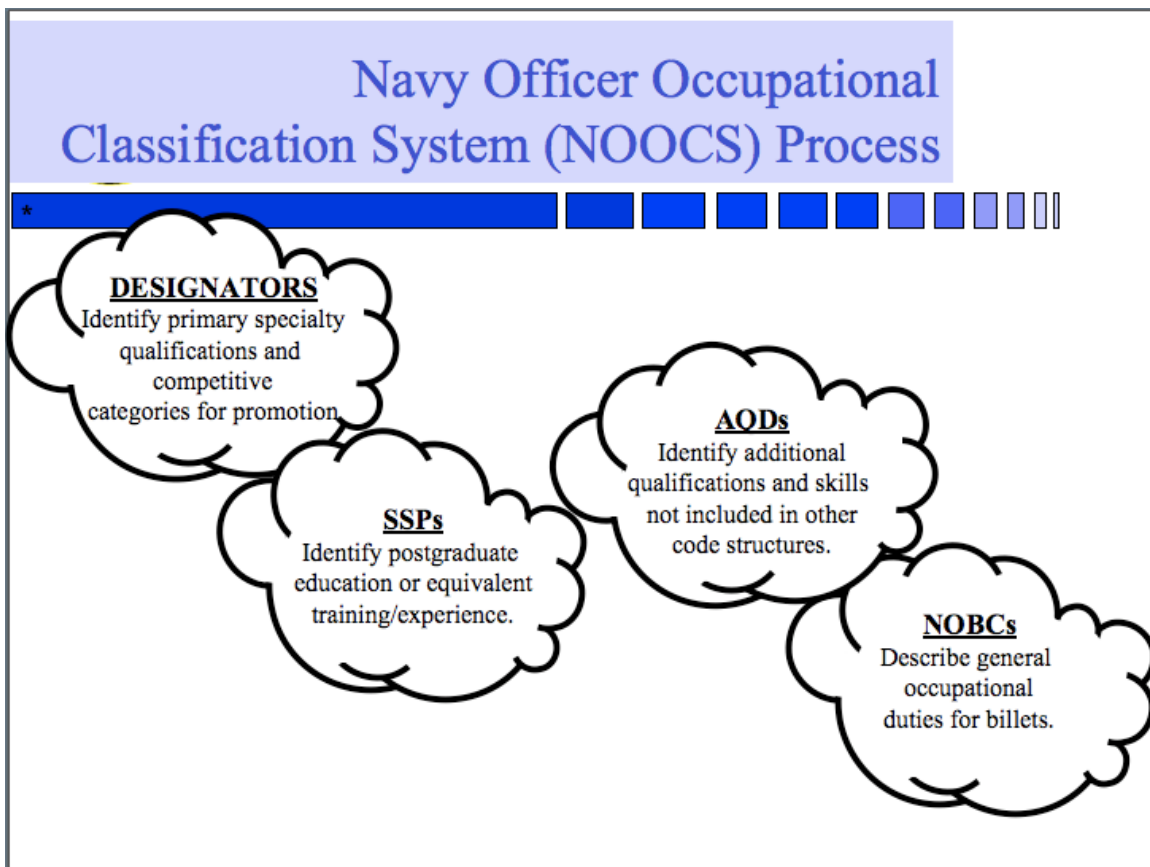 Navy Officer Occupational
Classification System (NOOCS) Process
*
DESIGNATORS
Identify primary specialty
qualifications and
competitive
categories for promotion.
SSPs
Identify postgraduate
education or equivalent
training/experience.
AQDs
Identify additional
qualifications and skills
not included in other
code structures.
NOBCs
Describe general
occupational
duties for billets.